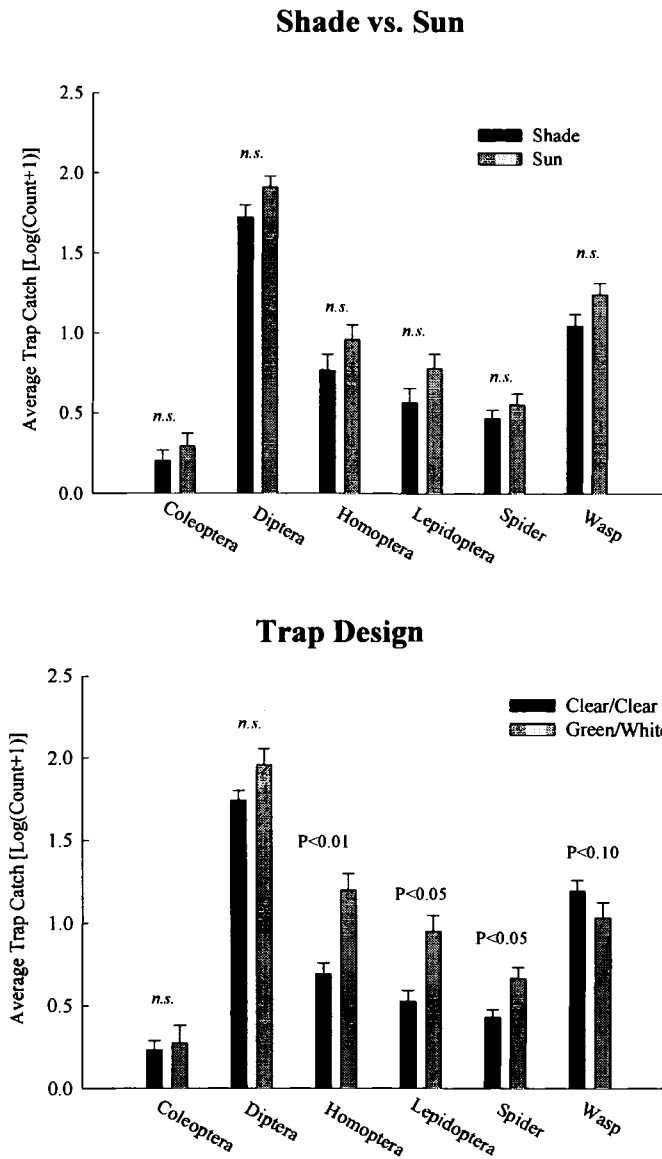 Shade vs. Sun
Average Trap Catch [Log(Count+1)]
2.5
2.0
1.5
1.0
0.5
0.0
Shade
Sun
n.s.
n.s.
n.s.
n.s.
n.s.
n.s.
Coleoptera
Diptera
Homoptera
Lepidoptera
Spider
Wasp
Trap Design
Average Trap Catch [Log(Count+1)]
2.5
2.0
1.5
1.0
0.5
0.0
Clear/Clear
Green/White
n.s.
n.s.
P<0.01
P<0.05
P<0.05
P<0.10
Coleoptera
Diptera
Homoptera
Lepidoptera
Spider
Wasp